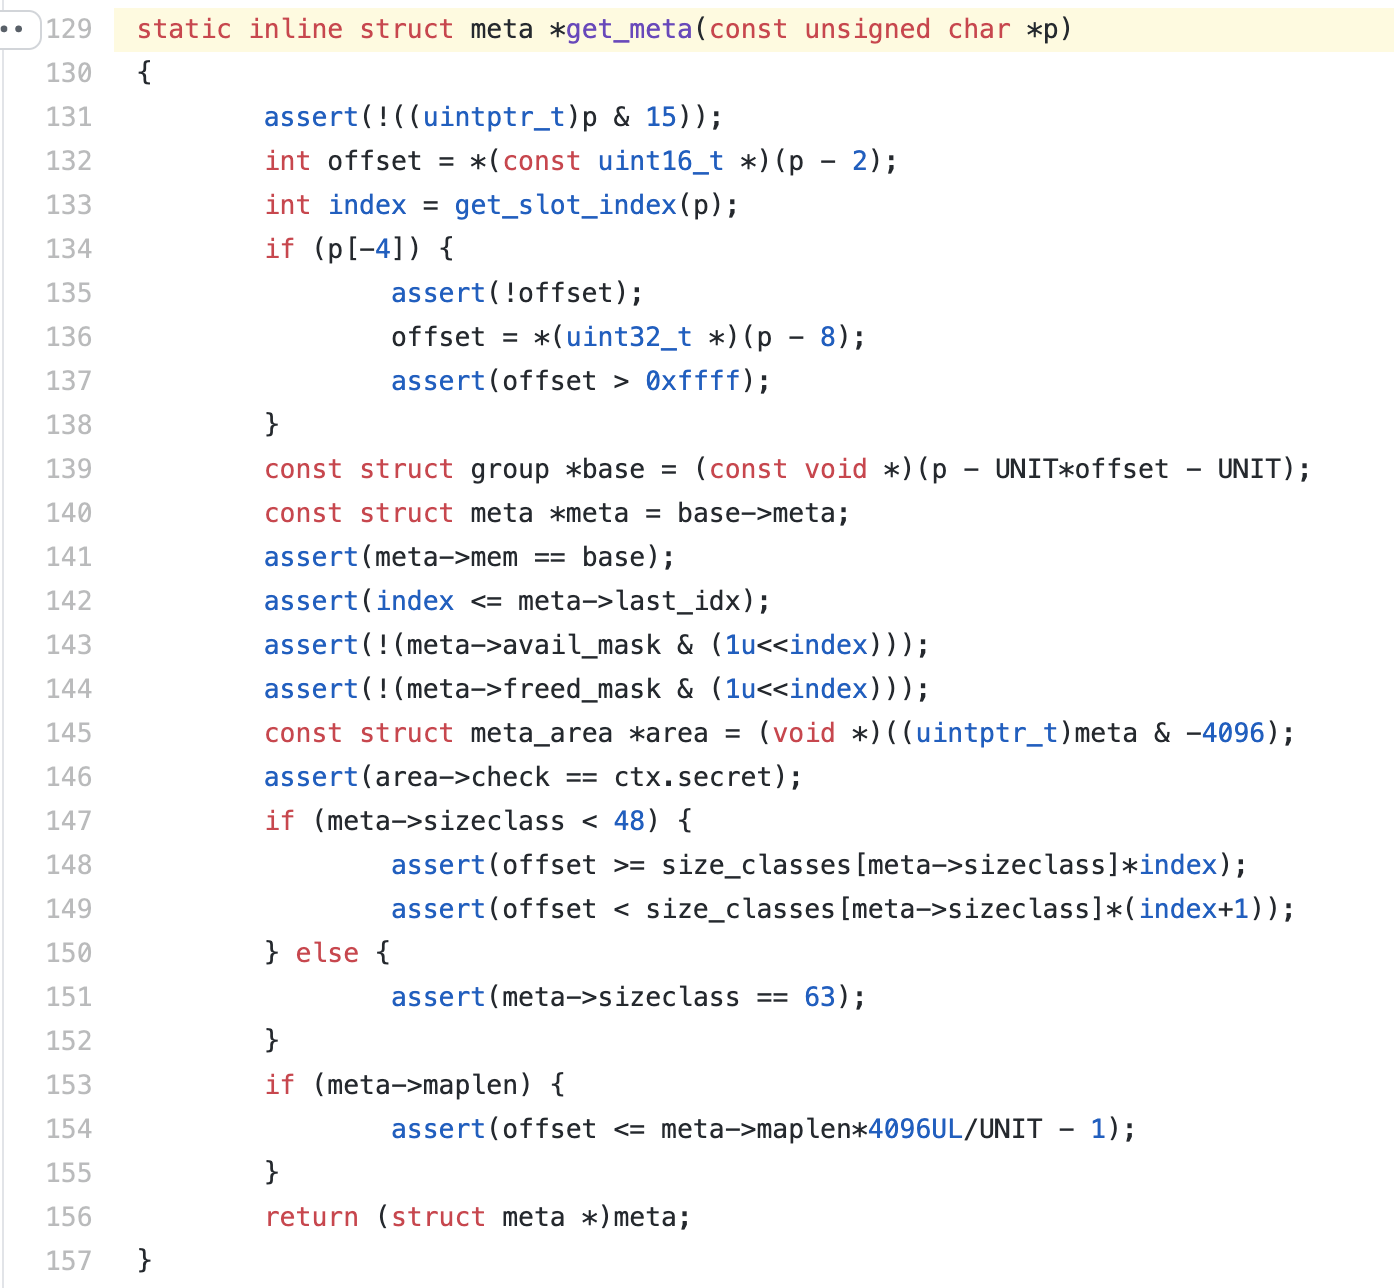 129 static inline struct meta *get_meta(const unsigned char *p)
130 {
131 assert(!((uintptr_t)p & 15));
132 int offset = *(const uint16_t *)(p - 2);
133 int index = get_slot_index(p);
134 if (p[-4]) {
135 assert(!offset);
136 offset = *(uint32_t *)(p - 8);
137 assert(offset > 0xffff);
138 }
139 const struct group *base = (const void *)(p - UNIT*offset - UNIT);
140 const struct meta *meta = base->meta;
141 assert(meta->mem == base);
142 assert(index <= meta->last_idx);
143 assert(!(meta->avail_mask & (1u<<index)));
144 assert(!(meta->freed_mask & (1u<<index)));
145 const struct meta_area *area = (void *)((uintptr_t)meta & -4096);
146 assert(area->check == ctx.secret);
147 if (meta->sizeclass < 48) {
148 assert(offset >= size_classes[meta->sizeclass]*index);
149 assert(offset < size_classes[meta->sizeclass]*(index+1));
150 } else {
151 assert(meta->sizeclass == 63);
152 }
153 if (meta->maplen) {
154 assert(offset <= meta->maplen*4096UL/UNIT - 1);
155 }
156 return (struct meta *)meta;
157 }